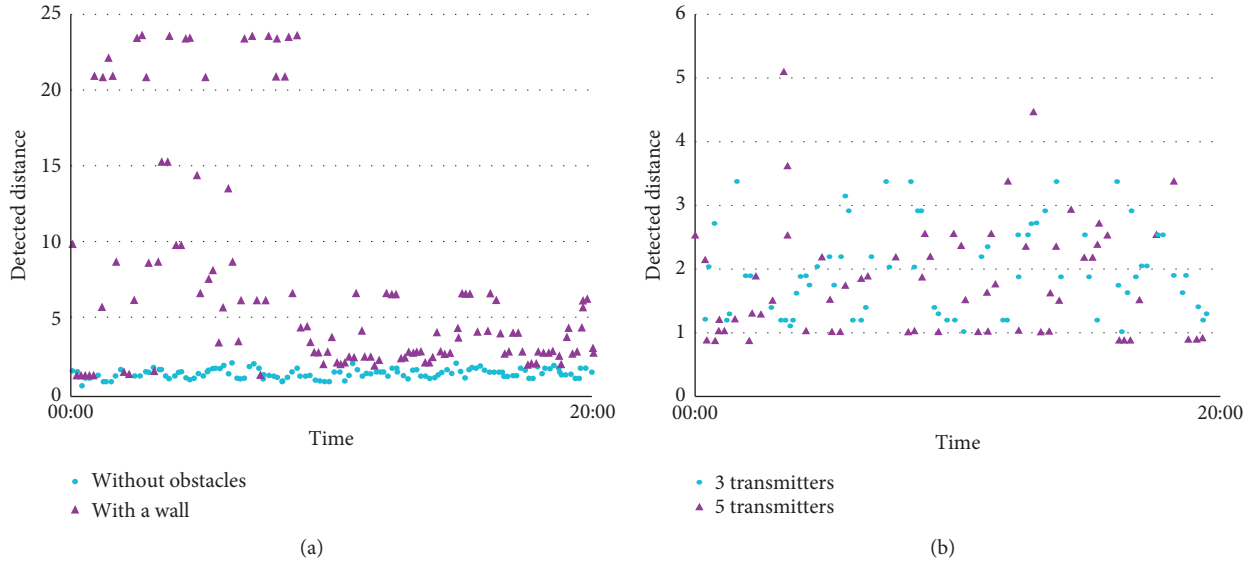 25
20
15
10
5
0
Detected distance
00:00
20:00
Time
Without obstacles
With a wall
(a)
6
5
4
3
2
1
0
Detected distance
00:00
20:00
Time
3 transmitters
5 transmitters
(b)